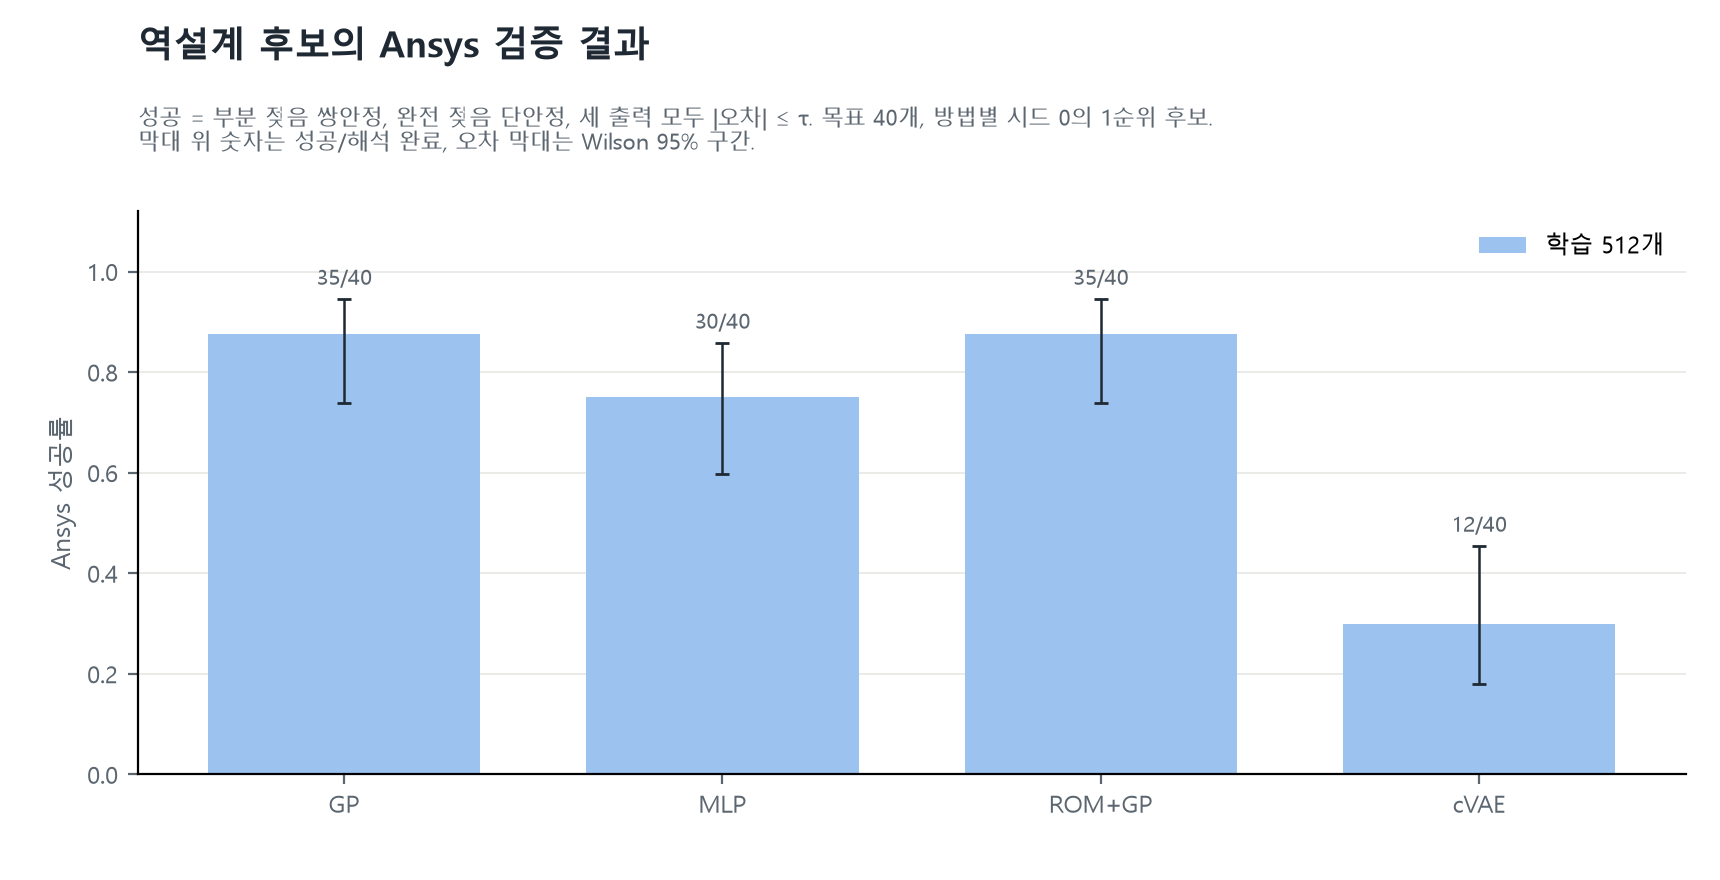 역설계 후보의 Ansys 검증 결과
성공 = 부분 젖음 쌍안정, 완전 젖음 단안정, 세 출력 모두 |오차| ≤ τ. 목표 40개, 방법별 시드 0의 1순위 후보.
막대 위 숫자는 성공/해석 완료, 오차 막대는 Wilson 95% 구간.
학습 512개
Ansys 성공률
1.0
0.8
0.6
0.4
0.2
0.0
35/40
30/40
35/40
12/40
GP
MLP
ROM+GP
cVAE